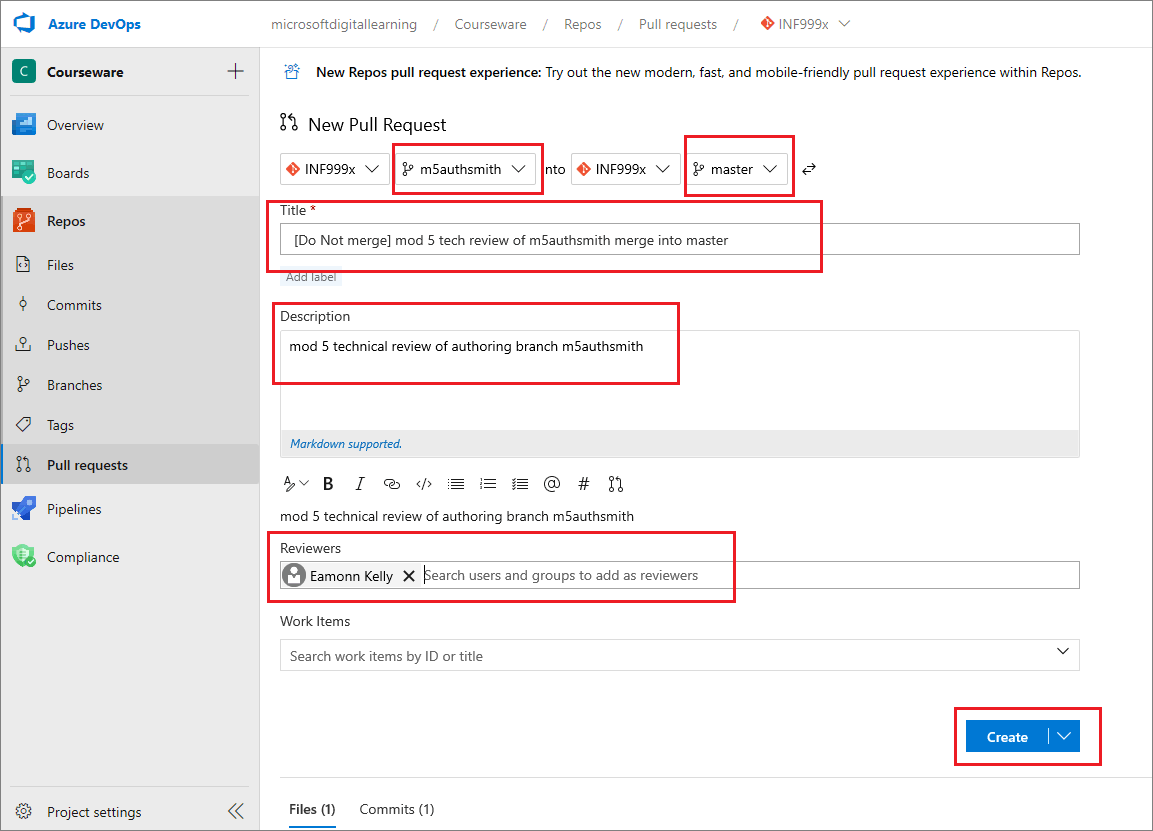 Azure DevOps
microsoftdigitallearning / Courseware / Repos / Pull requests / INF999x
C Courseware
New Repos pull request experience: Try out the new modern, fast, and mobile-friendly pull request experience within Repos.
Overview
Boards
Repos
Files
Commits
Pushes
Branches
Tags
Pull requests
Pipelines
Compliance
Project settings
New Pull Request
INF999x m5authsmith nto INF999x master
Title *
[Do Not merge] mod 5 tech review of m5authsmith merge into master
Add label
Description
mod 5 technical review of authoring branch m5authsmith
Markdown supported.
B I </> @ #
mod 5 technical review of authoring branch m5authsmith
Reviewers
Eamonn Kelly Search users and groups to add as reviewers
Work Items
Search work items by ID or title
Create
Files (1) Commits (1)